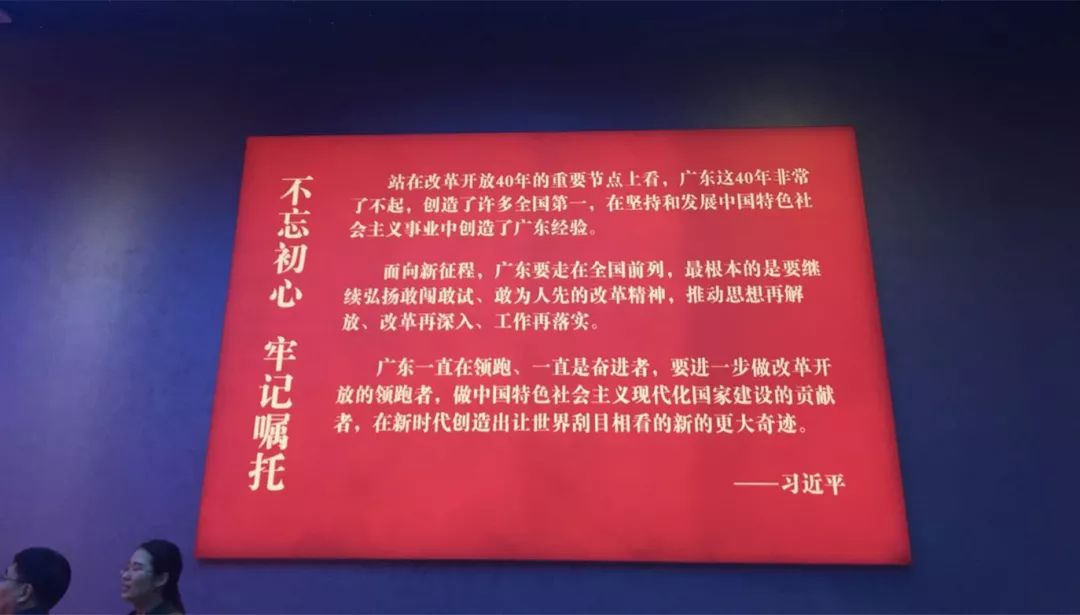 不忘初心 牢记嘱托
站在改革开放40年的重要节点上看，广东这40年非常
了不起，创造了许多全国第一，在坚持和发展中国特色社
会主义事业中创造了广东经验。
面向新征程，广东要走在全国前列，最根本的是要继
续弘扬敢闯敢试、敢为人先的改革精神，推动思想再解
放、改革再深入、工作再落实。
广东一直在领跑、一直是奋进者，要进一步做改革开
放的领跑者，做中国特色社会主义现代化国家建设的贡献
者，在新时代创造出让世界刮目相看的新的更大奇迹。
——习近平